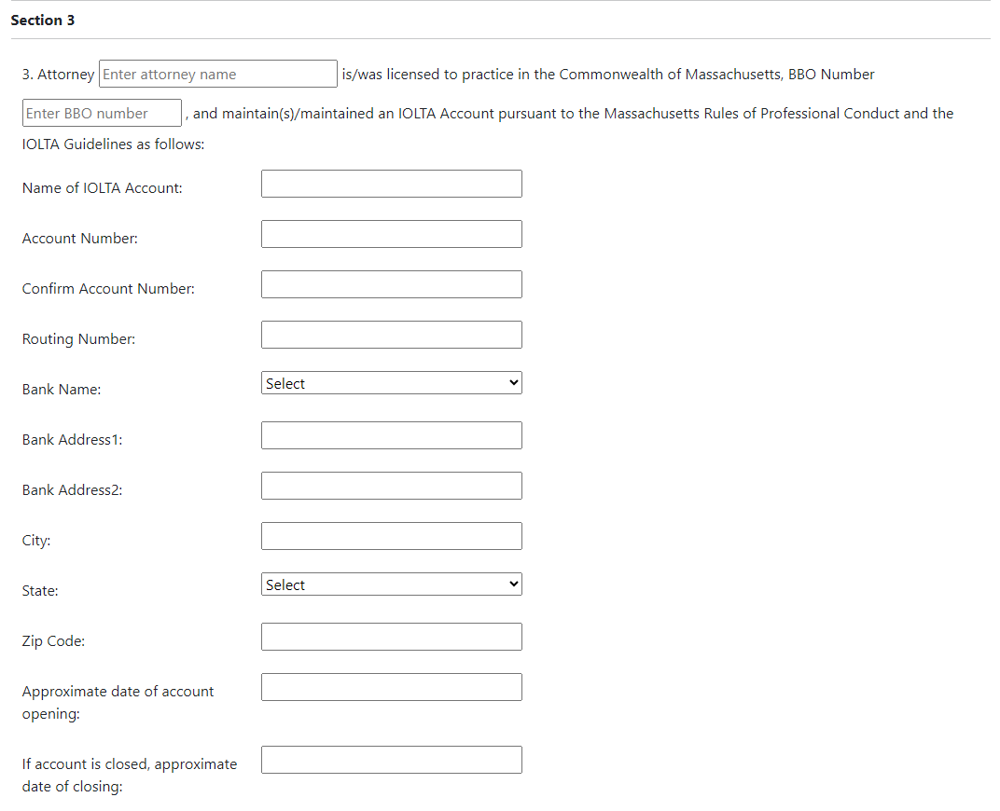 Section 3
3. Attorney Enter attorney name is/was licensed to practice in the Commonwealth of Massachusetts, BBO Number
Enter BBO number , and maintain(s)/maintained an IOLTA Account pursuant to the Massachusetts Rules of Professional Conduct and the
IOLTA Guidelines as follows:
Name of IOLTA Account:
Account Number:
Confirm Account Number:
Routing Number:
Bank Name: Select
Bank Address1:
Bank Address2:
City:
State: Select
Zip Code:
Approximate date of account
opening:
If account is closed, approximate
date of closing: